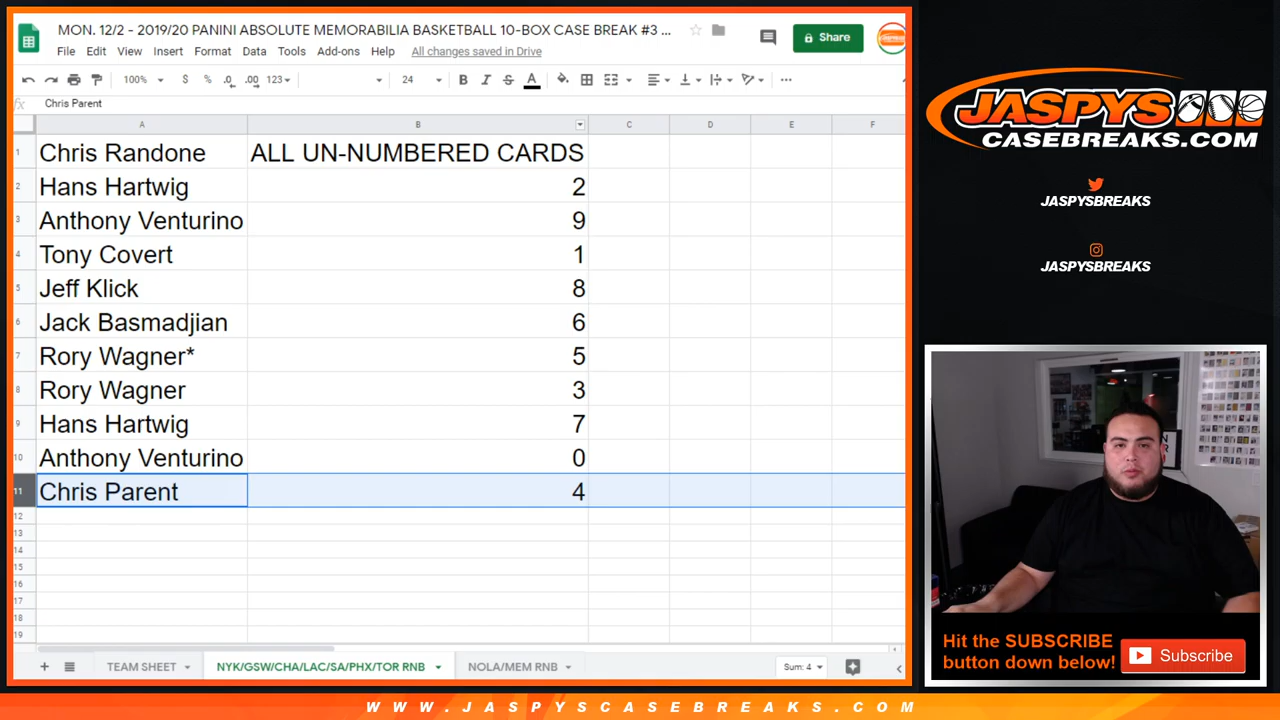 MON. 12/2 - 2019/20 PANINI ABSOLUTE MEMORABILIA BASKETBALL 10-BOX CASE BREAK #3 ...
Share
File Edit View Insert Format Data Tools Add-ons Help All changes saved in Drive
100% $ % .0 .00 123 24 B I S A
fx Chris Parent
A B C D E F
1 Chris Randone ALL UN-NUMBERED CARDS
2 Hans Hartwig 2
3 Anthony Venturino 9
4 Tony Covert 1
5 Jeff Klick 8
6 Jack Basmadjian 6
7 Rory Wagner* 5
8 Rory Wagner 3
9 Hans Hartwig 7
10 Anthony Venturino 0
11 Chris Parent 4
12
13
14
15
16
17
18
19
TEAM SHEET NYK/GSW/CHA/LAC/SA/PHX/TOR RNB NOLA/MEM RNB Sum: 4
JASPYS
CASEBREAKS.COM
JASPYSBREAKS
JASPYSBREAKS
Hit the SUBSCRIBE
button down below!
Subscribe
WWW.JASPYSCASEBREAKS.COM